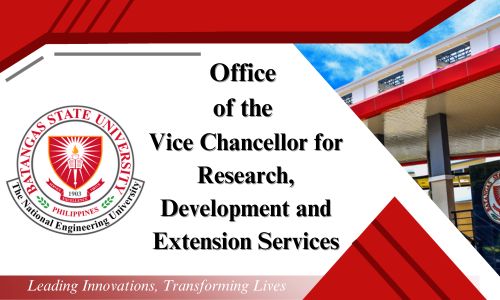 Office
of the
Vice Chancellor for
Research,
Development and
Extension Services
BATANGAS STATE UNIVERSITY
1903
PHILIPPINES
The National Engineering University
Leading Innovations, Transforming Lives